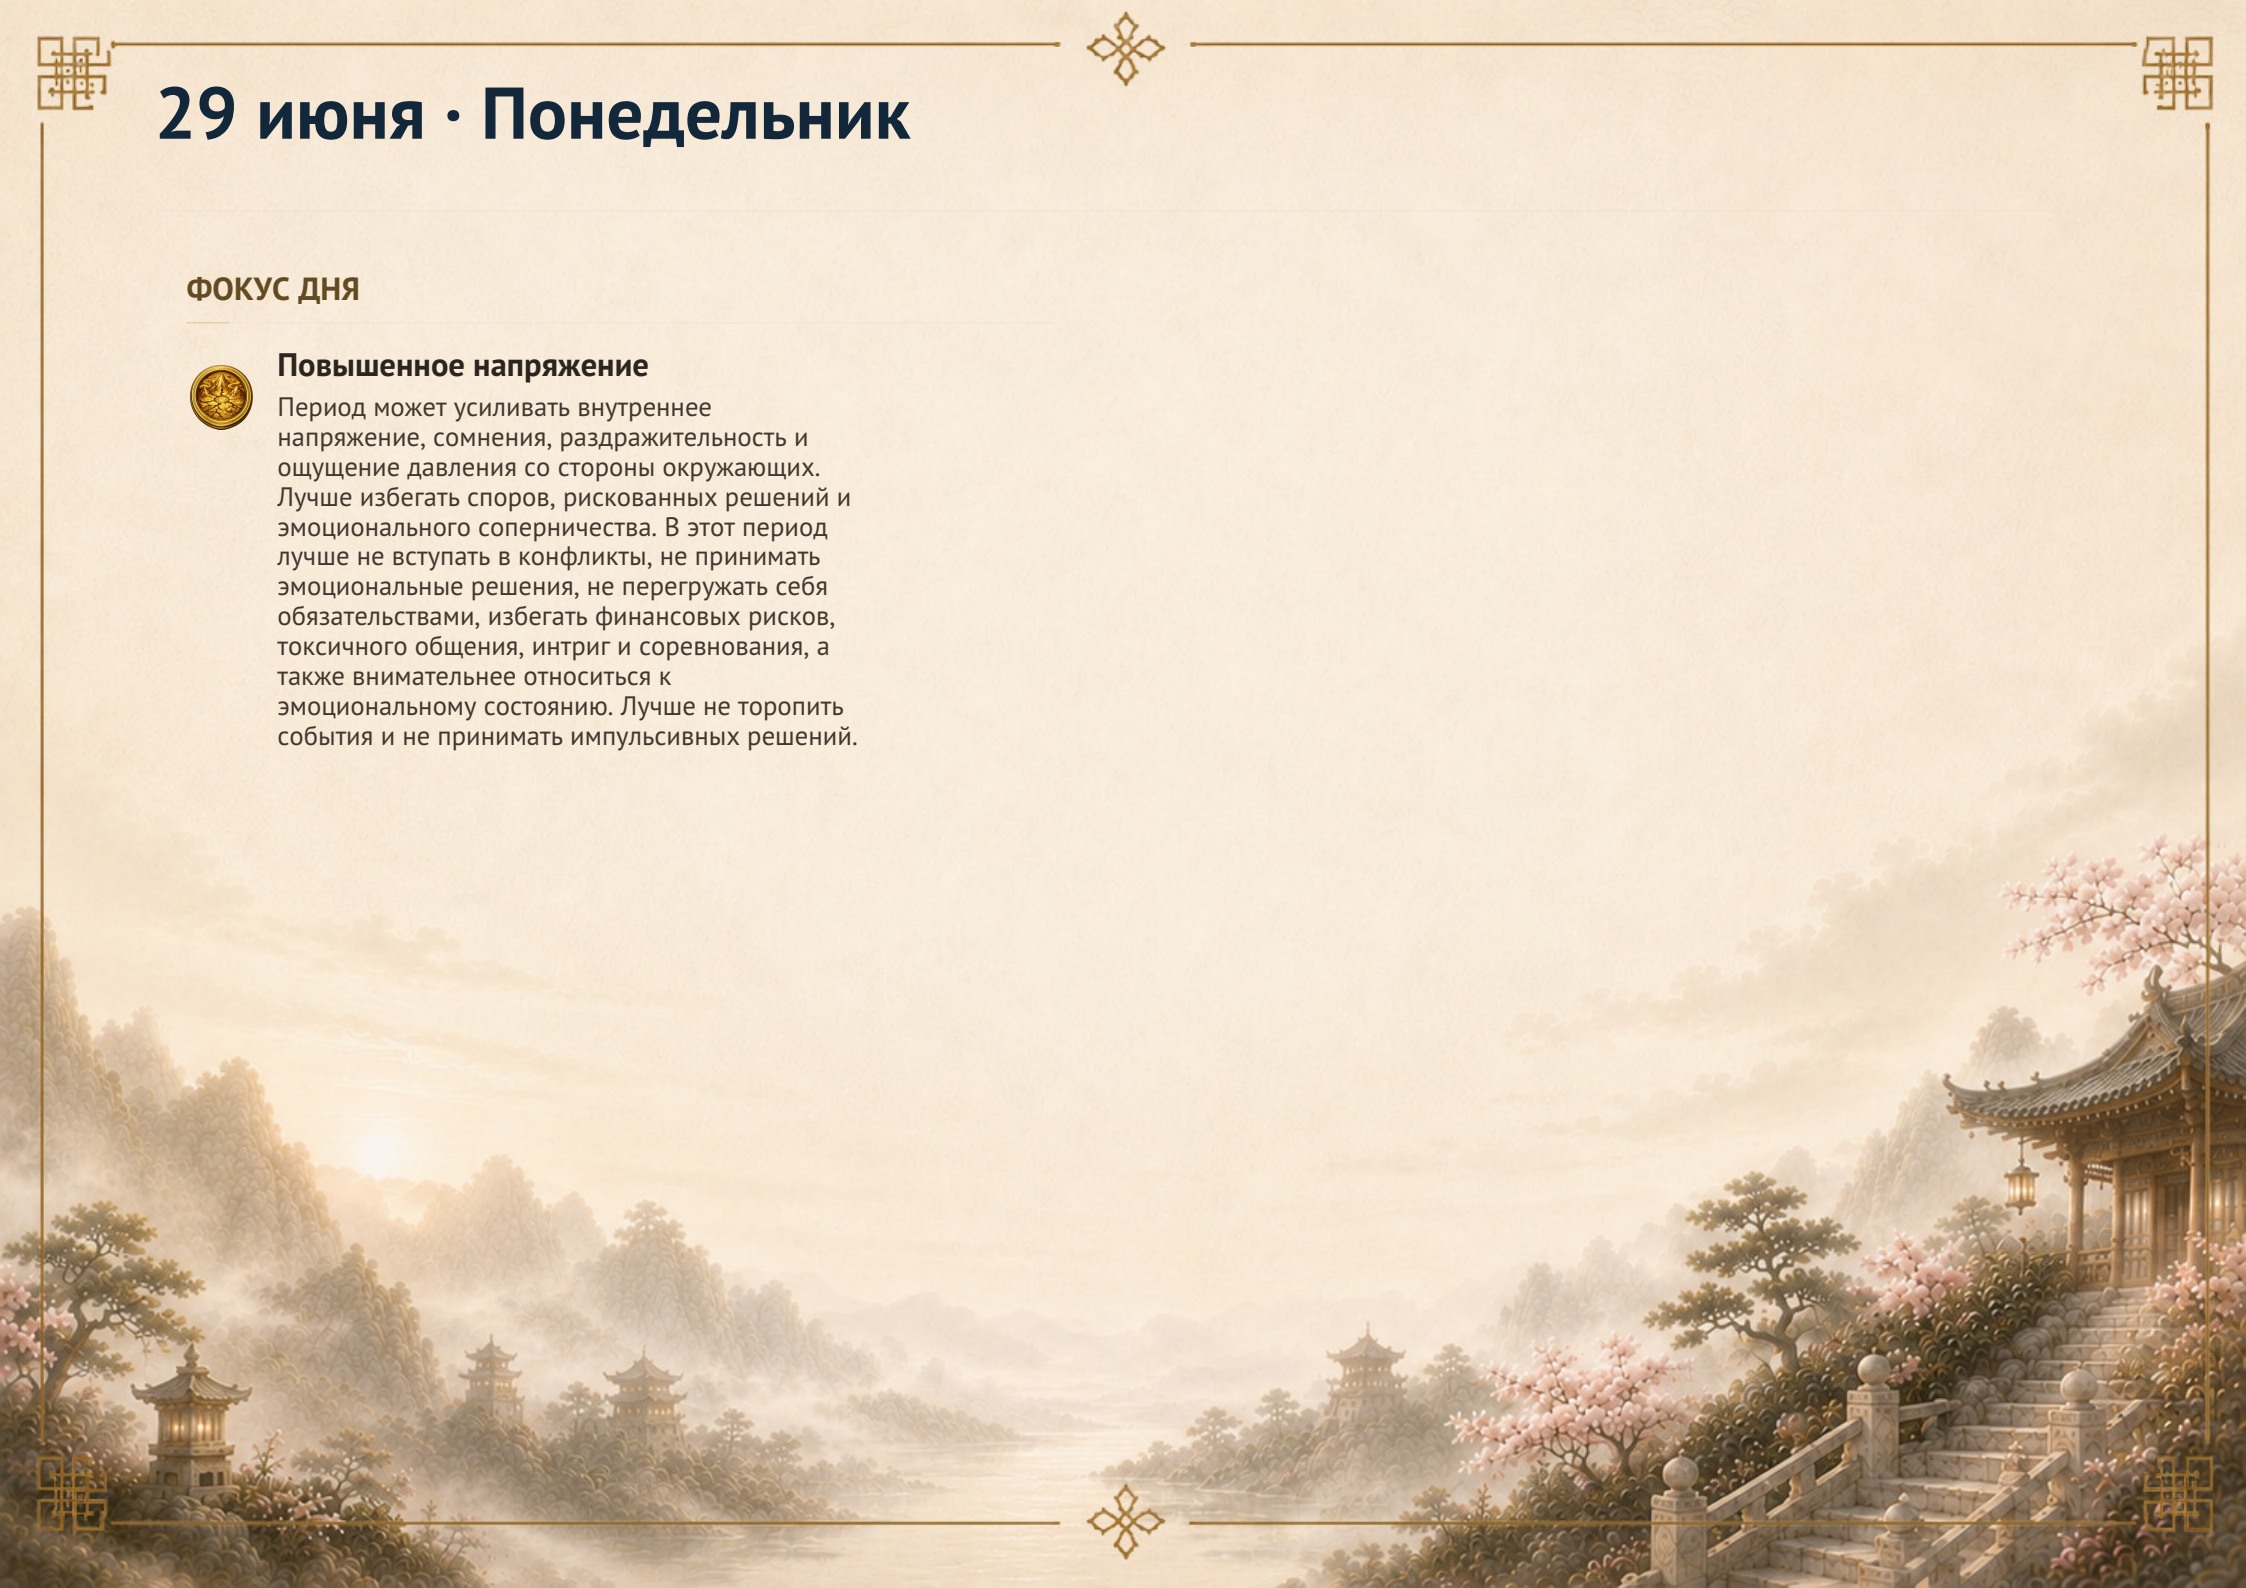 29 июня · Понедельник
ФОКУС ДНЯ
Повышенное напряжение
Период может усиливать внутреннее
напряжение, сомнения, раздражительность и
ощущение давления со стороны окружающих.
Лучше избегать споров, рискованных решений и
эмоционального соперничества. В этот период
лучше не вступать в конфликты, не принимать
эмоциональные решения, не перегружать себя
обязательствами, избегать финансовых рисков,
токсичного общения, интриг и соревнования, а
также внимательнее относиться к
эмоциональному состоянию. Лучше не торопить
события и не принимать импульсивных решений.